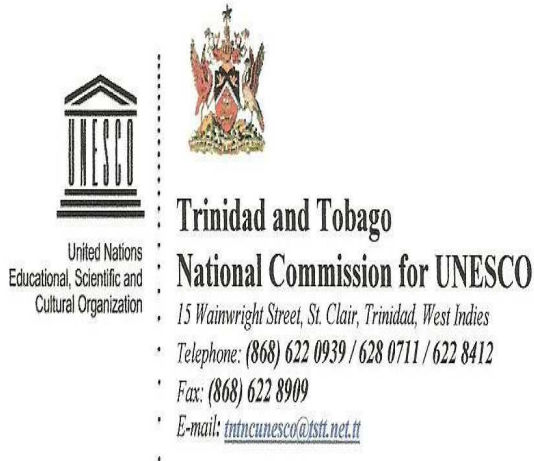 UNESCO
United Nations
Educational, Scientific and
Cultural Organization
Trinidad and Tobago
National Commission for UNESCO
15 Wainwright Street, St. Clair, Trinidad, West Indies
Telephone: (868) 622 0939 / 628 0711 / 622 8412
Fax: (868) 622 8909
E-mail: tntncunesco@tstt.net.tt